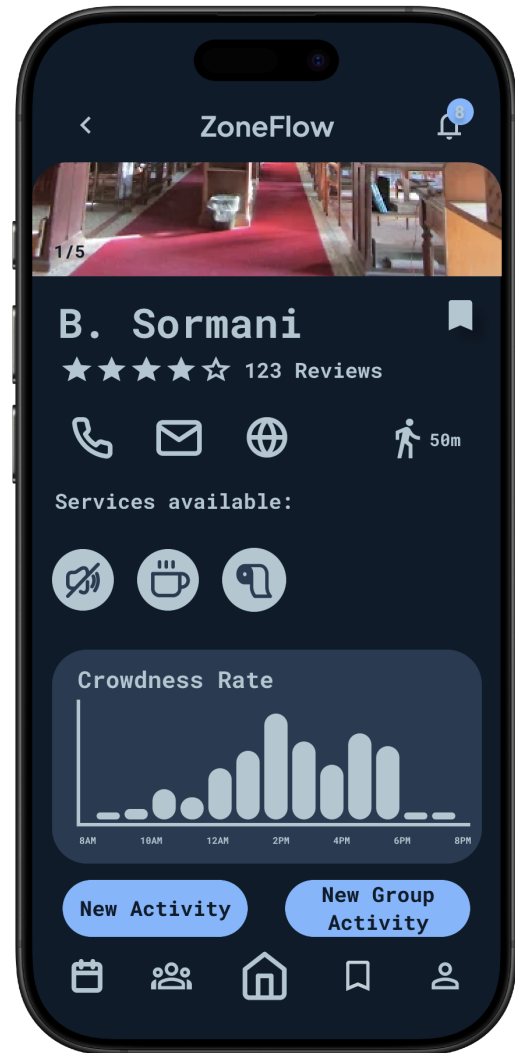 ZoneFlow
8
1/5
B. Sormani
123 Reviews
50m
Services available:
Crowdness Rate
8AM 10AM 12AM 2PM 4PM 6PM 8PM
New Activity
New Group
Activity